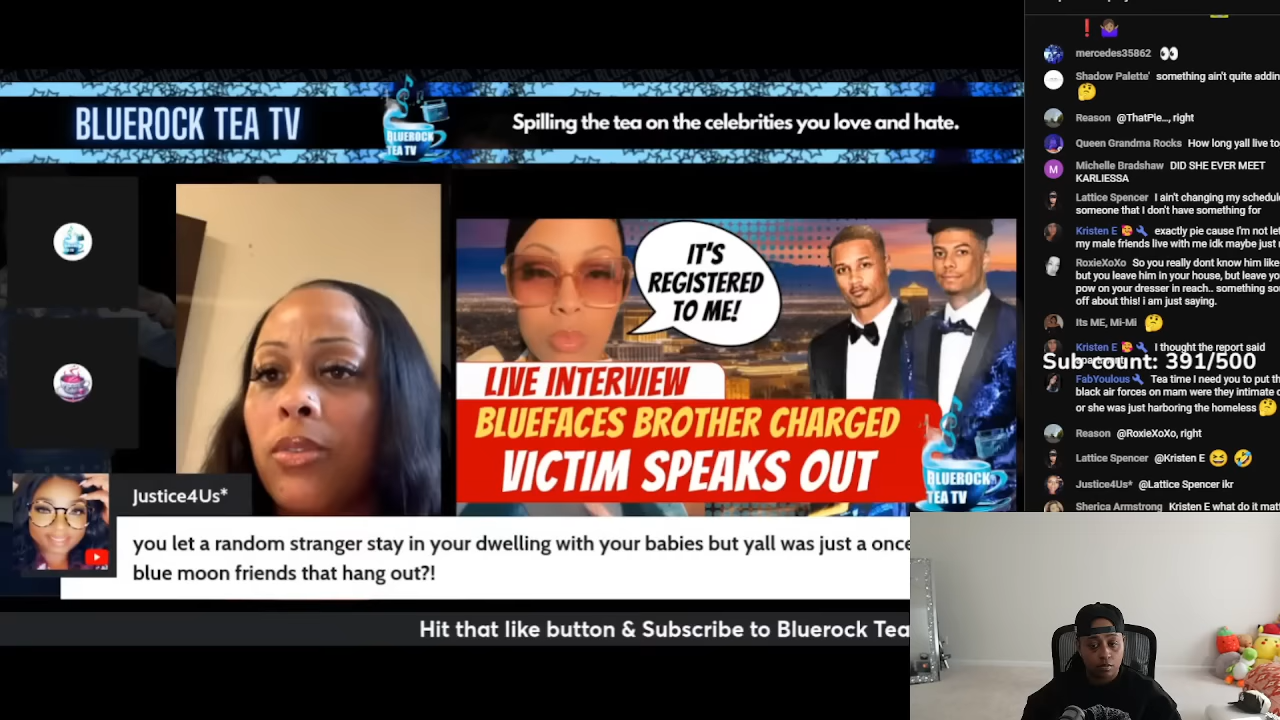 BLUEROCK TEA TV
BLUEROCK
TEA TV
Spilling the tea on the celebrities you love and hate.
IT'S
REGISTERED
TO ME!
LIVE INTERVIEW
BLUEFACES BROTHER CHARGED
VICTIM SPEAKS OUT
BLUEROCK
TEA TV
Justice4Us*
you let a random stranger stay in your dwelling with your babies but yall was just a once
blue moon friends that hang out?!
Hit that like button & Subscribe to Bluerock Tea
❗ 🤷🏾‍♀️
mercedes35862 👀
Shadow Palette' something ain't quite addin
🤔
Reason @ThatPie..., right
Queen Grandma Rocks How long yall live to
M
Michelle Bradshaw DID SHE EVER MEET
KARLIESSA
Lattice Spencer I ain't changing my schedul
someone that I don't have something for
Kristen E 🥰 🔧 exactly pie cause I'm not let
my male friends live with me idk maybe just
RoxieXoXo So you really dont know him like
but you leave him in your house, but leave yo
pow on your dresser in reach.. something so
off about this! i am just saying.
Its ME, Mi-Mi 🤔
Kristen E 🥰 🔧 I thought the report said
Sub count: 391/500
FabYoulous 🔧 Tea time I need you to put th
black air forces on mam were they intimate o
or she was just harboring the homeless 🤔
Reason @RoxieXoXo, right
Lattice Spencer @Kristen E 😆 🤣
Justice4Us* @Lattice Spencer ikr
Sherica Armstrong Kristen E what do it mat